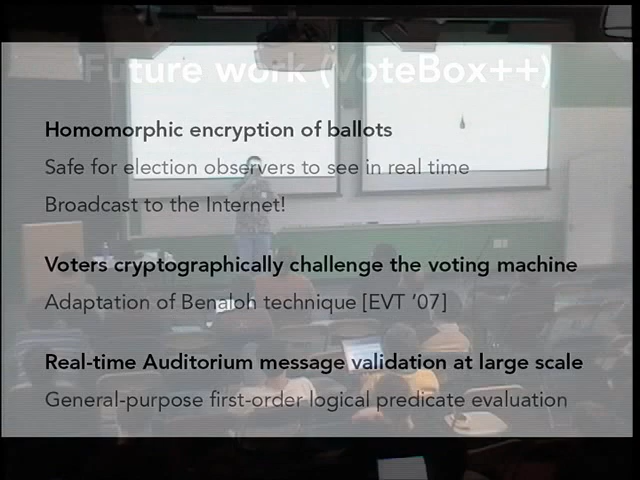 Future work (VoteBox++)
Homomorphic encryption of ballots
Safe for election observers to see in real time
Broadcast to the Internet!
Voters cryptographically challenge the voting machine
Adaptation of Benaloh technique [EVT '07]
Real-time Auditorium message validation at large scale
General-purpose first-order logical predicate evaluation